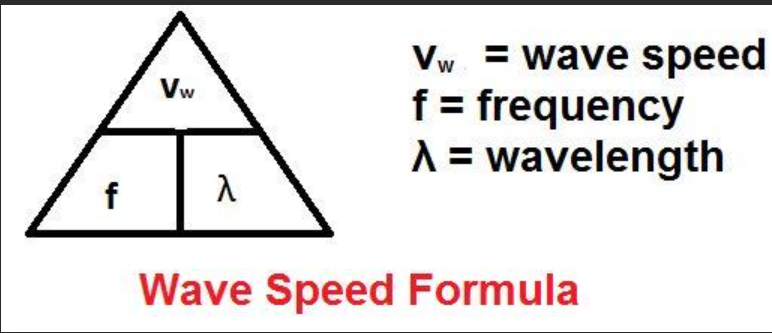 Vw
f λ
vw = wave speed
f = frequency
λ = wavelength
Wave Speed Formula